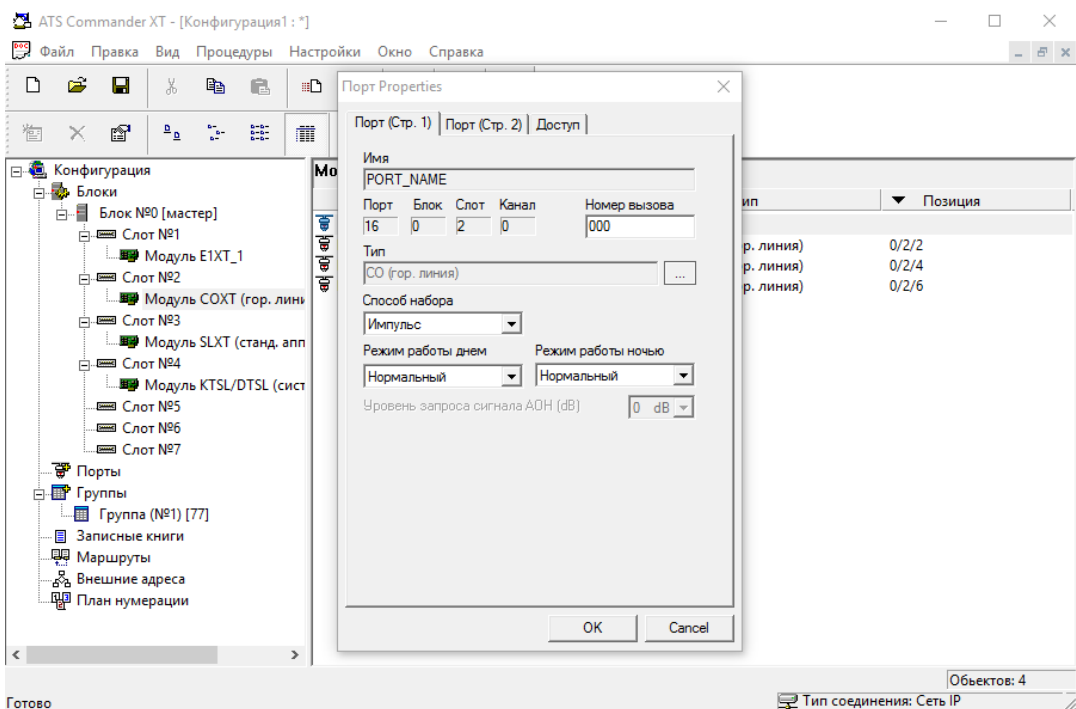 ATS Commander XT - [Конфигурация1 : *]
Файл Правка Вид Процедуры Настройки Окно Справка
Порт Properties
Порт (Стр. 1) Порт (Стр. 2) Доступ
Имя
PORT_NAME
Порт Блок Слот Канал Номер вызова
16 0 2 0 000
Тип
CO (гор. линия) ...
Способ набора
Импульс
Режим работы днем Режим работы ночью
Нормальный Нормальный
Уровень запроса сигнала АОН (dB) 0 dB
OK Cancel
Конфигурация
Блоки
Блок №0 [мастер]
Слот №1
Модуль E1XT_1
Слот №2
Модуль COXT (гор. лини
Слот №3
Модуль SLXT (станд. апп
Слот №4
Модуль KTSL/DTSL (сист
Слот №5
Слот №6
Слот №7
Порты
Группы
Группа (№1) [77]
Записные книги
Маршруты
Внешние адреса
План нумерации
Мо
ип Позиция
р. линия) 0/2/2
р. линия) 0/2/4
р. линия) 0/2/6
Объектов: 4
Готово Тип соединения: Сеть IP